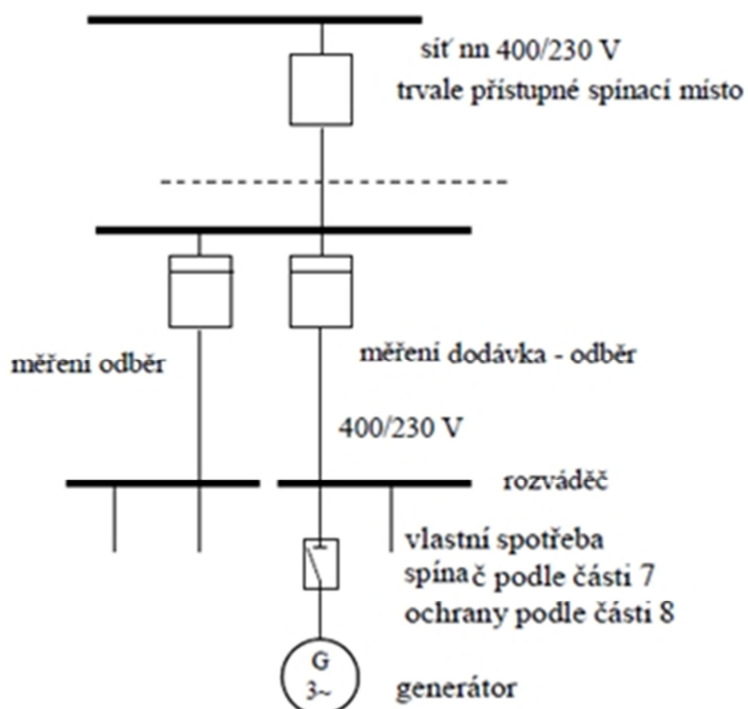 síť nn 400/230 V
trvale přístupné spínací místo
měření odběr
měření dodávka - odběr
400/230 V
rozváděč
vlastní spotřeba
spínač podle části 7
ochrany podle části 8
G
3~
generátor